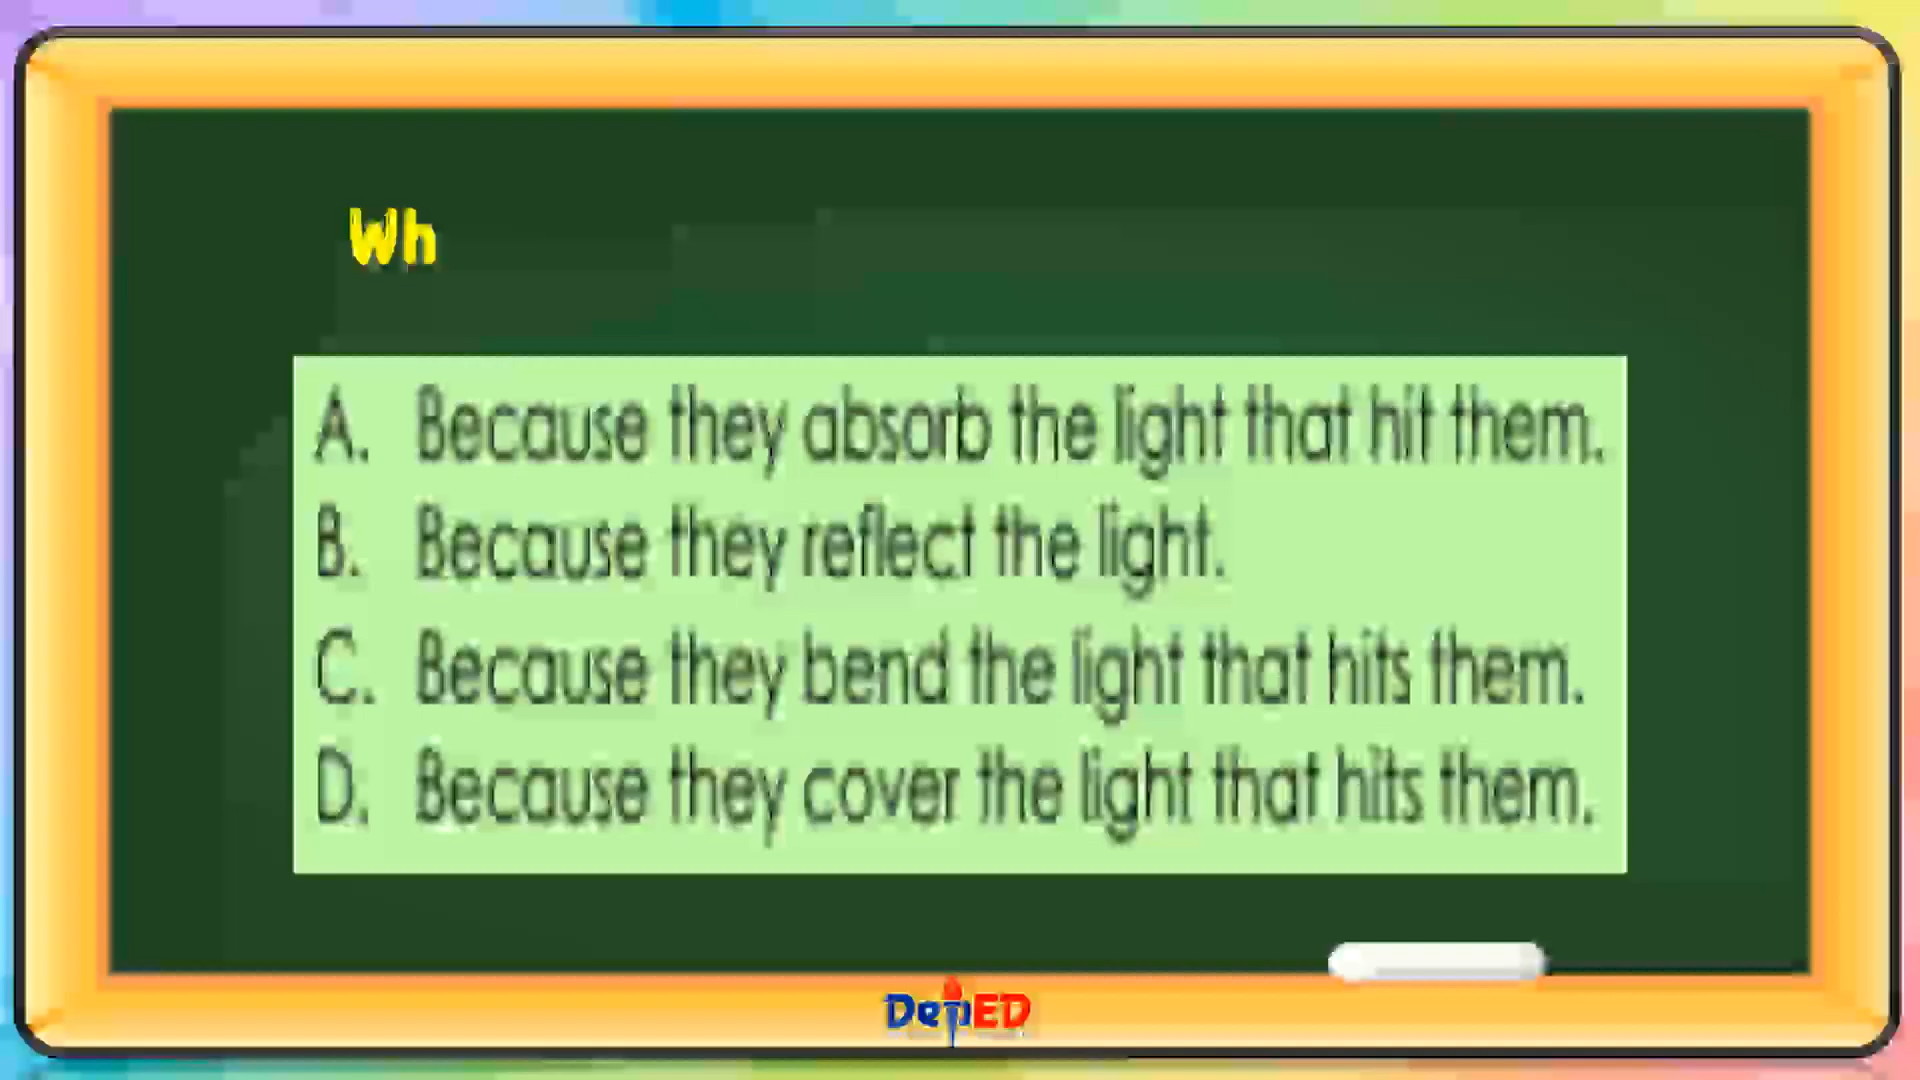 Wh
A. Because they absorb the light that hit them.
B. Because they reflect the light.
C. Because they bend the light that hits them.
D. Because they cover the light that hits them.
DepED